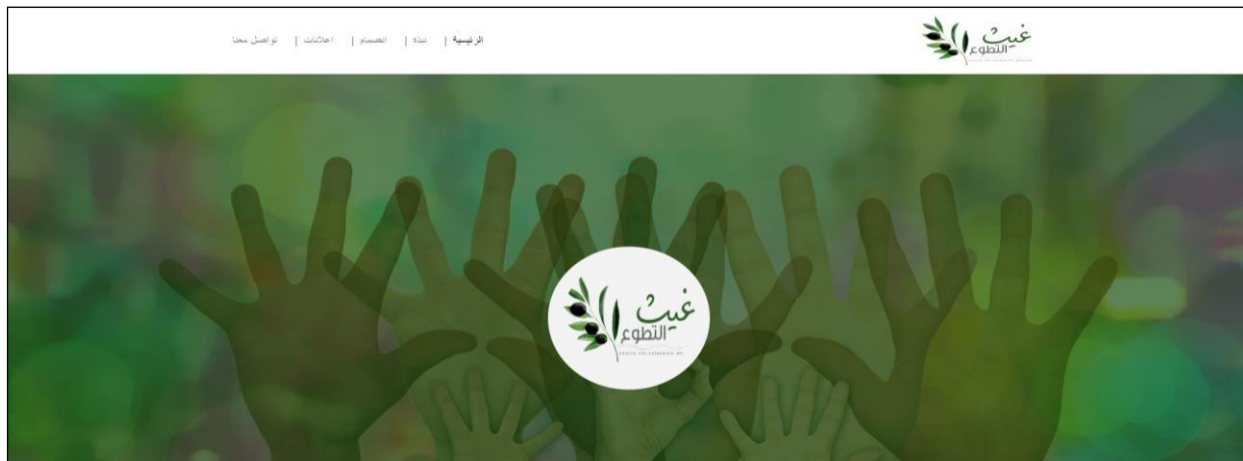 غيث
التطوع
الرئيسية | نبذه | انضمام | اعلانات | تواصل معنا
غيث
التطوع